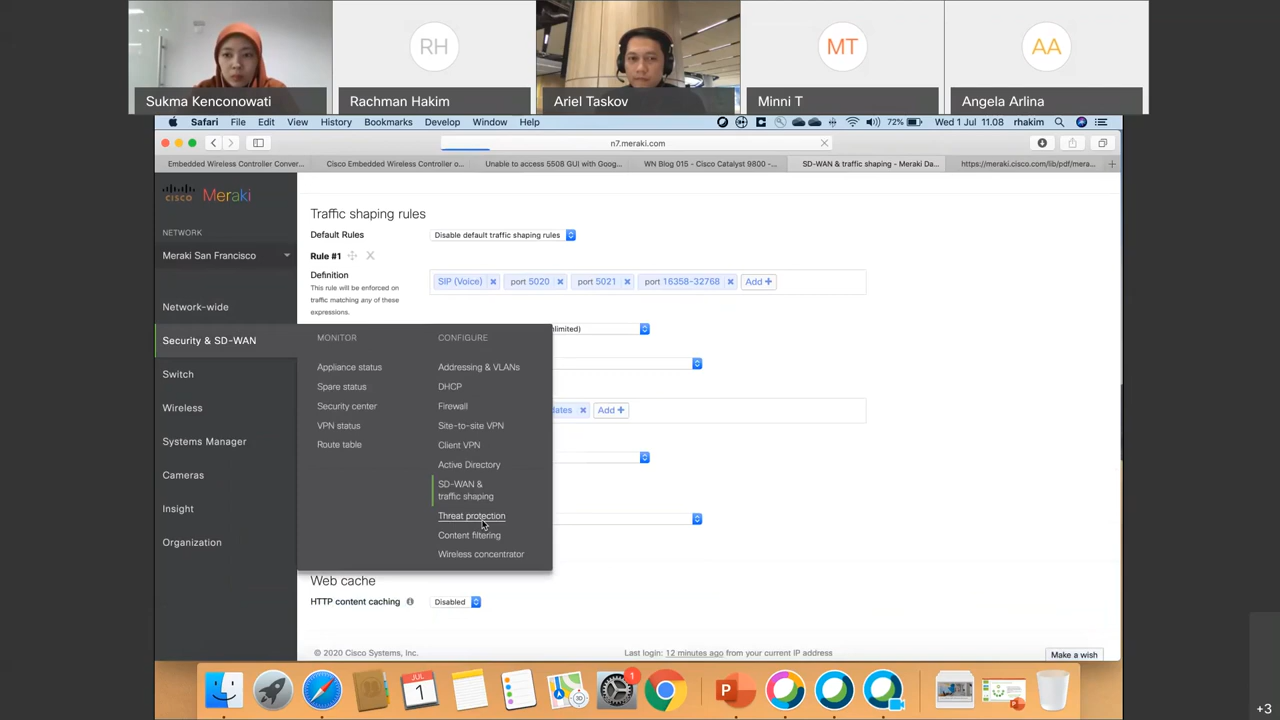 RH
MT
AA
Sukma Kenconowati
Rachman Hakim
Ariel Taskov
Minni T
Angela Arlina
Safari File Edit View History Bookmarks Develop Window Help
72% Wed 1 Jul 11.08 rhakim
n7.meraki.com
Embedded Wireless Controller Conver...
Cisco Embedded Wireless Controller o...
Unable to access 5508 GUI with Goog...
WN Blog 015 – Cisco Catalyst 9800 –...
SD-WAN & traffic shaping - Meraki Da...
https://meraki.cisco.com/lib/pdf/mera...
cisco Meraki
NETWORK
Meraki San Francisco
Network-wide
Security & SD-WAN
Switch
Wireless
Systems Manager
Cameras
Insight
Organization
Traffic shaping rules
Default Rules
Disable default traffic shaping rules
Rule #1
Definition
This rule will be enforced on
traffic matching any of these
expressions.
SIP (Voice)
port 5020
port 5021
port 16358-32768
Add +
Add +
MONITOR
Appliance status
Spare status
Security center
VPN status
Route table
CONFIGURE
Addressing & VLANs
DHCP
Firewall
Site-to-site VPN
Client VPN
Active Directory
SD-WAN &
traffic shaping
Threat protection
Content filtering
Wireless concentrator
Web cache
HTTP content caching
Disabled
© 2020 Cisco Systems, Inc.
Last login: 12 minutes ago from your current IP address
Make a wish
JUL
1
1
+3